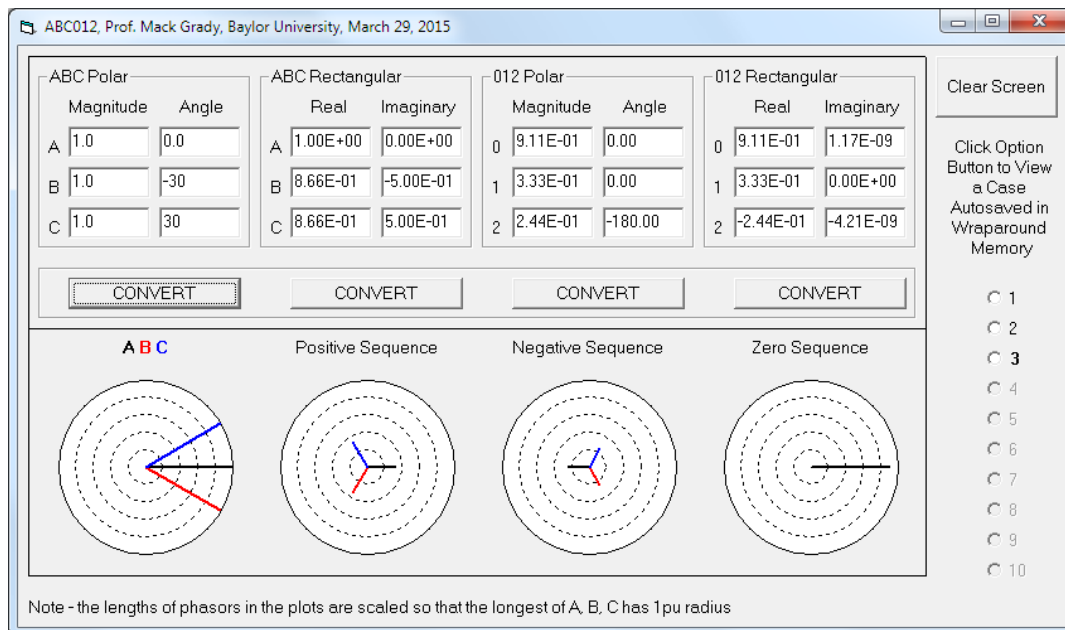 ABC012, Prof. Mack Grady, Baylor University, March 29, 2015
ABC Polar
Magnitude Angle
A 1.0 0.0
B 1.0 -30
C 1.0 30
CONVERT
ABC Rectangular
Real Imaginary
A 1.00E+00 0.00E+00
B 8.66E-01 -5.00E-01
C 8.66E-01 5.00E-01
CONVERT
012 Polar
Magnitude Angle
0 9.11E-01 0.00
1 3.33E-01 0.00
2 2.44E-01 -180.00
CONVERT
012 Rectangular
Real Imaginary
0 9.11E-01 1.17E-09
1 3.33E-01 0.00E+00
2 -2.44E-01 -4.21E-09
CONVERT
Clear Screen
Click Option
Button to View
a Case
Autosaved in
Wraparound
Memory
1
2
3
4
5
6
7
8
9
10
A B C
Positive Sequence
Negative Sequence
Zero Sequence
Note - the lengths of phasors in the plots are scaled so that the longest of A, B, C has 1pu radius